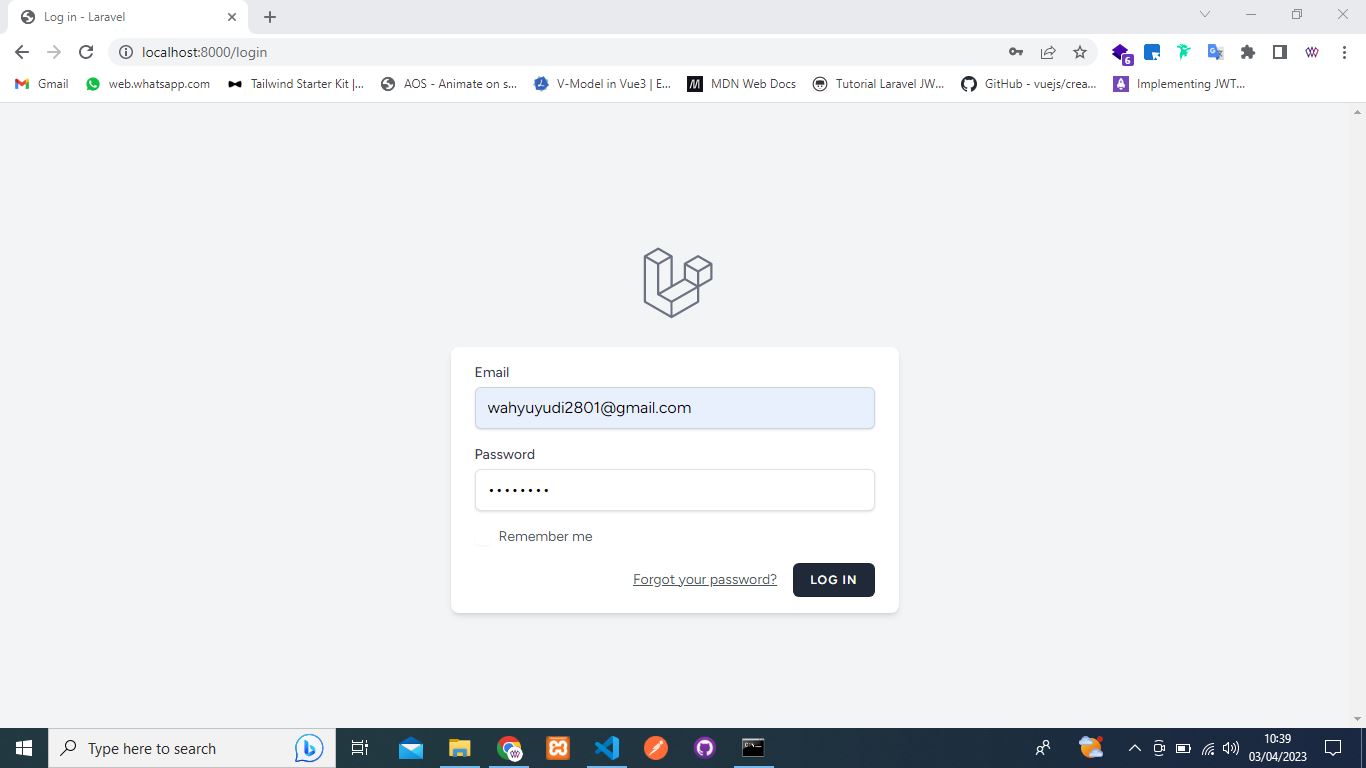 Log in - Laravel
localhost:8000/login
6
Gmail
web.whatsapp.com
Tailwind Starter Kit |...
AOS - Animate on s...
V-Model in Vue3 | E...
MDN Web Docs
Tutorial Laravel JW...
GitHub - vuejs/crea...
Implementing JWT...
Email
wahyuyudi2801@gmail.com
Password
Remember me
Forgot your password?
LOG IN
Type here to search
10:39
03/04/2023